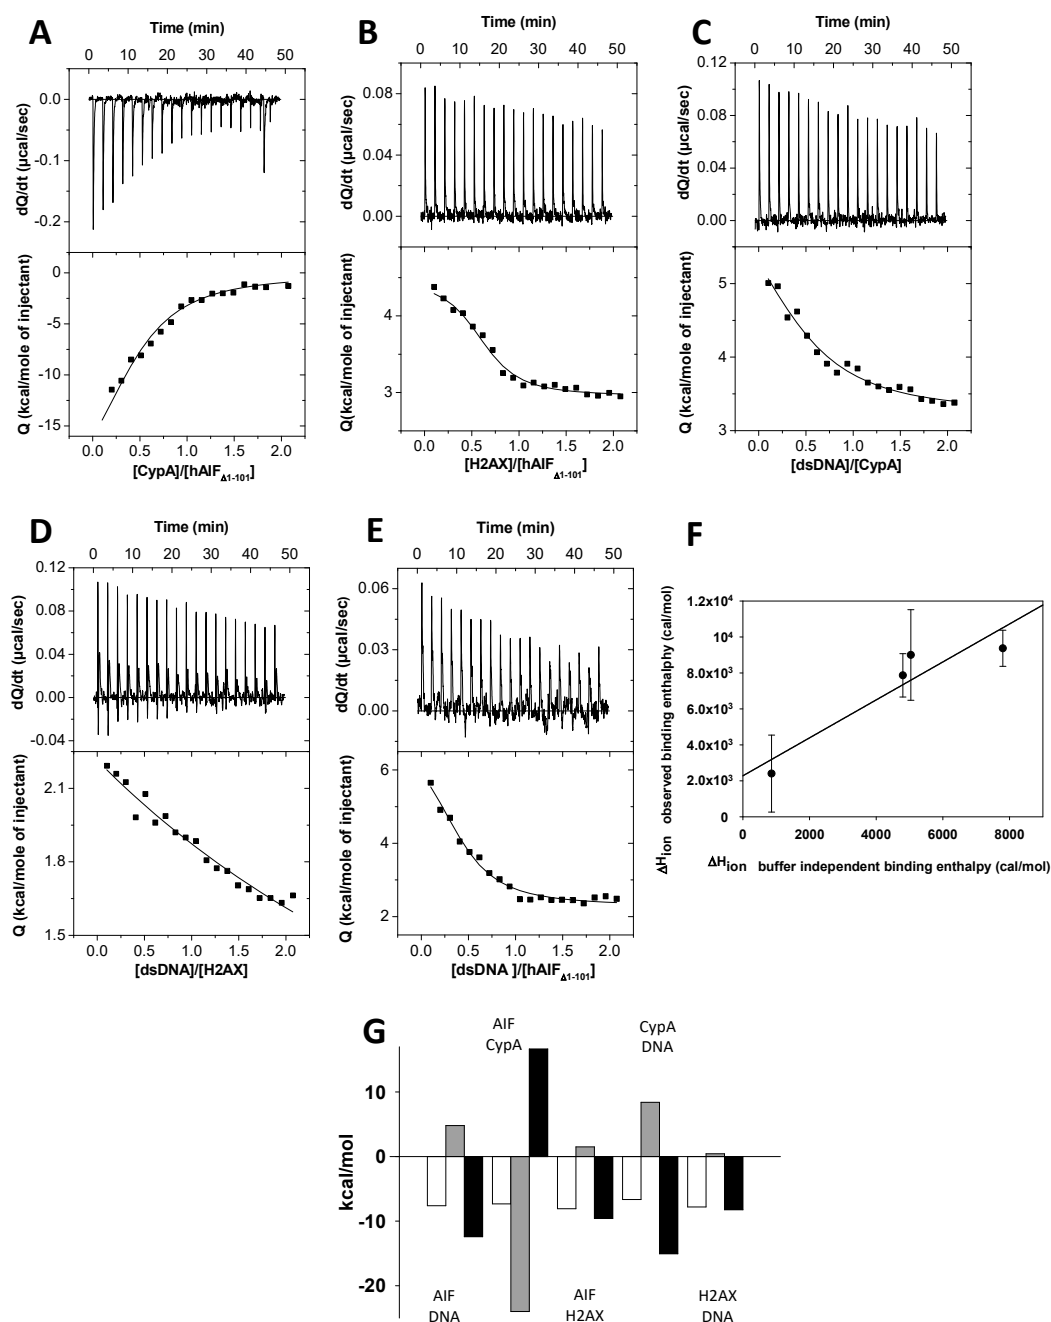 A
B
C
Time (min)
Time (min)
Time (min)
0 10 20 30 40 50
0 10 20 30 40 50
0 10 20 30 40 50
0.0
-0.1
-0.2
dQ/dt (µcal/sec)
0.08
0.04
0.00
dQ/dt (µcal/sec)
0.12
0.08
0.04
0.00
dQ/dt (µcal/sec)
0
-5
-10
-15
Q (kcal/mole of injectant)
4
3
Q(kcal/mole of injectant)
5
4
3
Q (kcal/mole of injectant)
0.0 0.5 1.0 1.5 2.0
0.0 0.5 1.0 1.5 2.0
0.0 0.5 1.0 1.5 2.0
[CypA]/[hAIFΔ1-101]
[H2AX]/[hAIFΔ1-101]
[dsDNA]/[CypA]
D
E
F
Time (min)
Time (min)
0 10 20 30 40 50
0 10 20 30 40 50
0.12
0.08
0.04
0.00
-0.04
dQ/dt (µcal/sec)
0.06
0.03
0.00
dQ/dt (µcal/sec)
2.1
1.8
1.5
Q (kcal/mole of injectant)
6
4
2
Q (kcal/mole of injectant)
0.0 0.5 1.0 1.5 2.0
0.0 0.5 1.0 1.5 2.0
[dsDNA]/[H2AX]
[dsDNA ]/[hAIFΔ1-101]
1.2x10⁴
10⁴
8.0x10³
6.0x10³
4.0x10³
2.0x10³
0
ΔHion observed binding enthalphy (cal/mol)
0 2000 4000 6000 8000
ΔHion buffer independent binding enthalpy (cal/mol)
G
AIF
CypA
CypA
DNA
10
0
-10
-20
kcal/mol
AIF
DNA
AIF
H2AX
H2AX
DNA